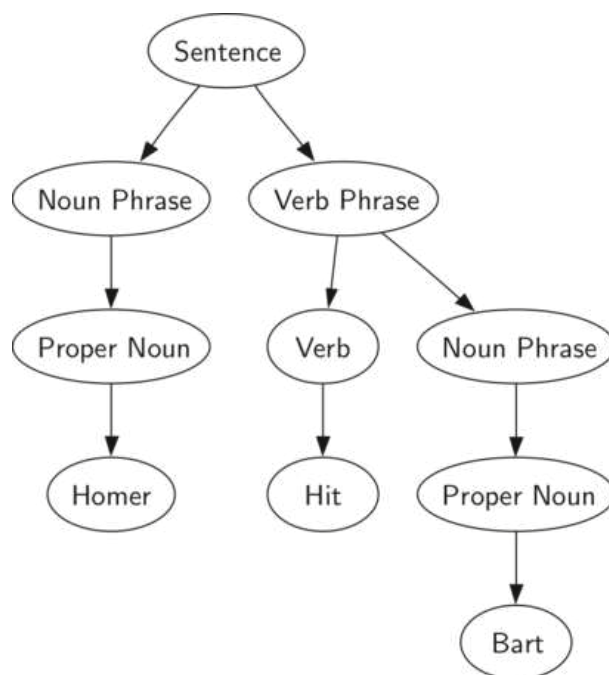 Sentence
Noun Phrase
Verb Phrase
Proper Noun
Verb
Noun Phrase
Homer
Hit
Proper Noun
Bart